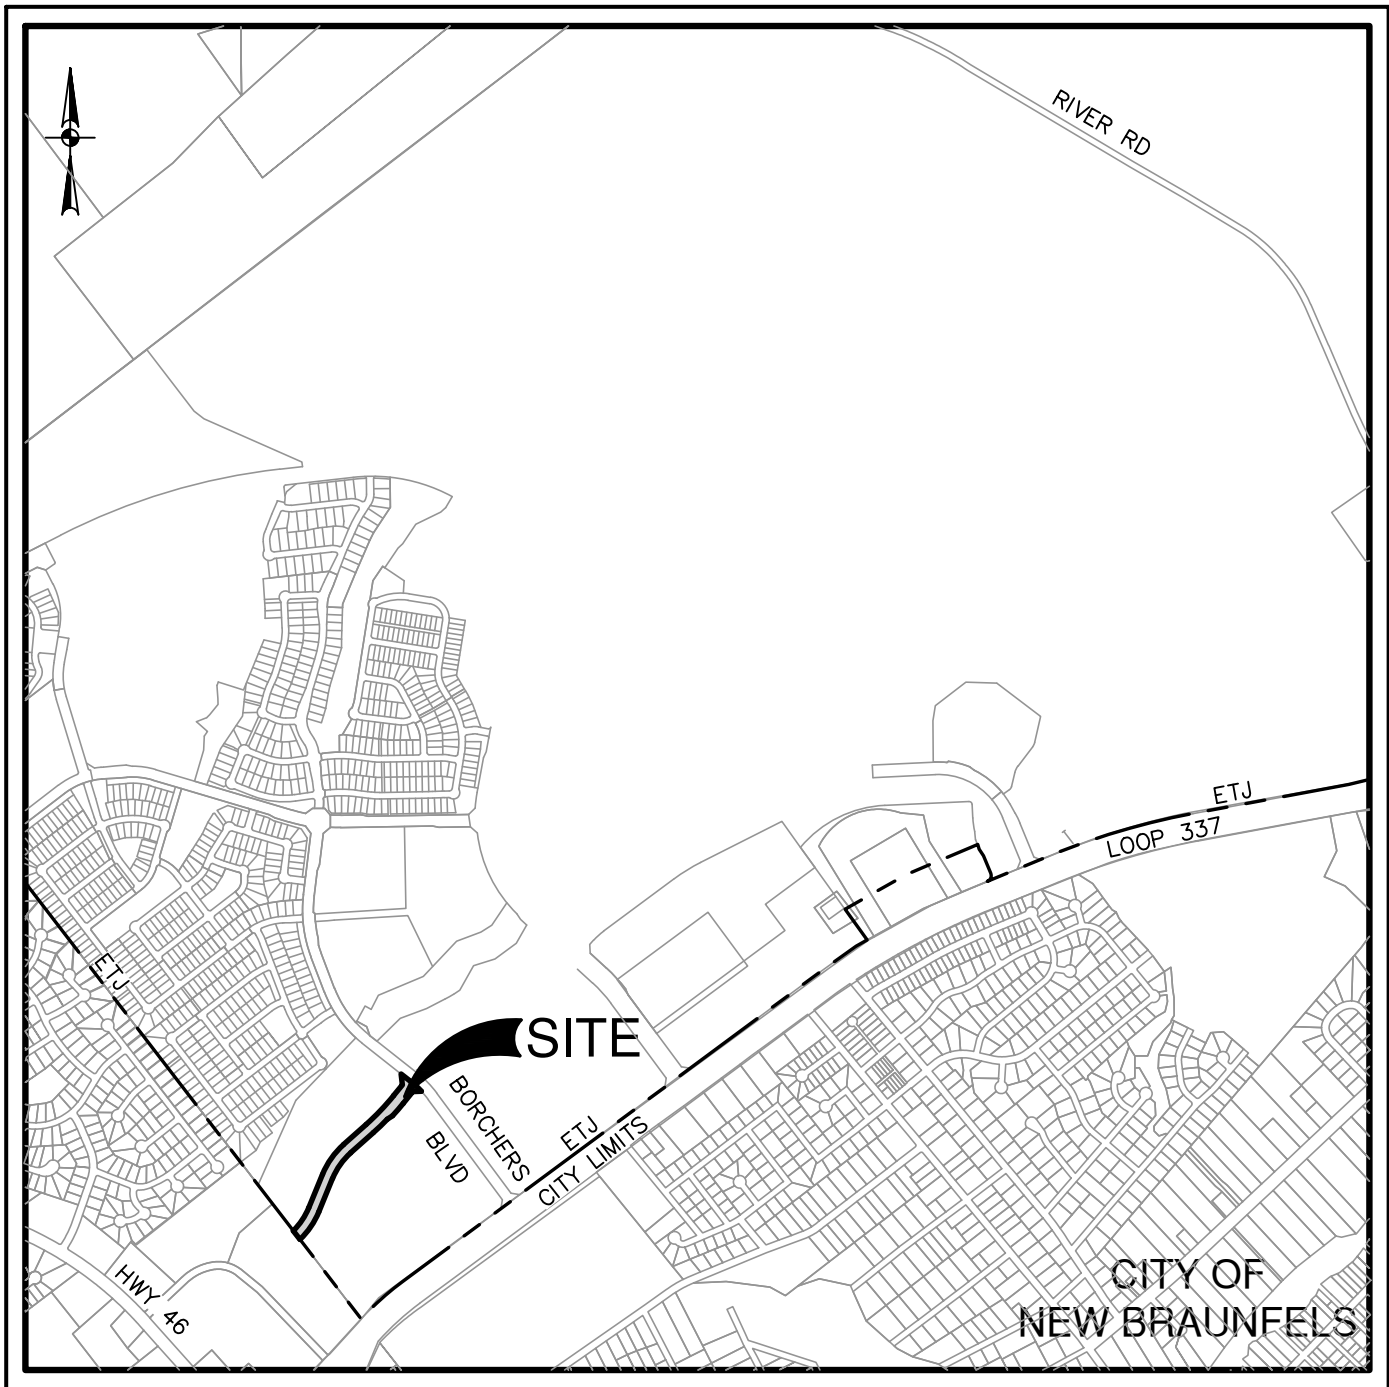 RIVER RD
ETJ
LOOP 337
ETJ
SITE
BORCHERS
BLVD
ETJ
CITY LIMITS
HWY 46
CITY OF
NEW BRAUNFELS